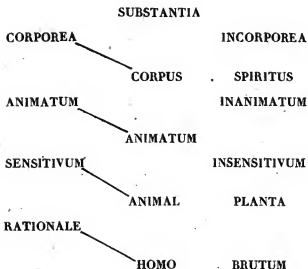 SUBSTANTIA
CORPOREA INCORPOREA
CORPUS SPIRITUS
ANIMATUM INANIMATUM
ANIMATUM
SENSITIVUM INSENSITIVUM
ANIMAL PLANTA
RATIONALE
HOMO BRUTUM